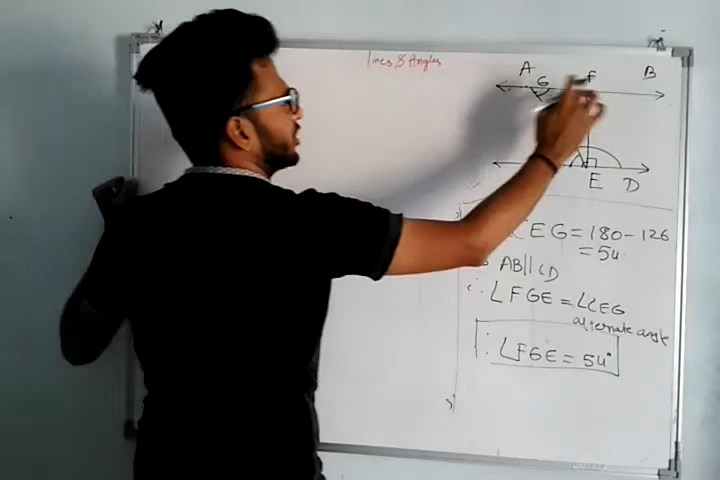 lines & Angles
A G F B
E D
CEG = 180 - 126
= 54
AB || CD
∴ ∠FGE = ∠CEG
alternate angle
∴ ∠FGE = 54°